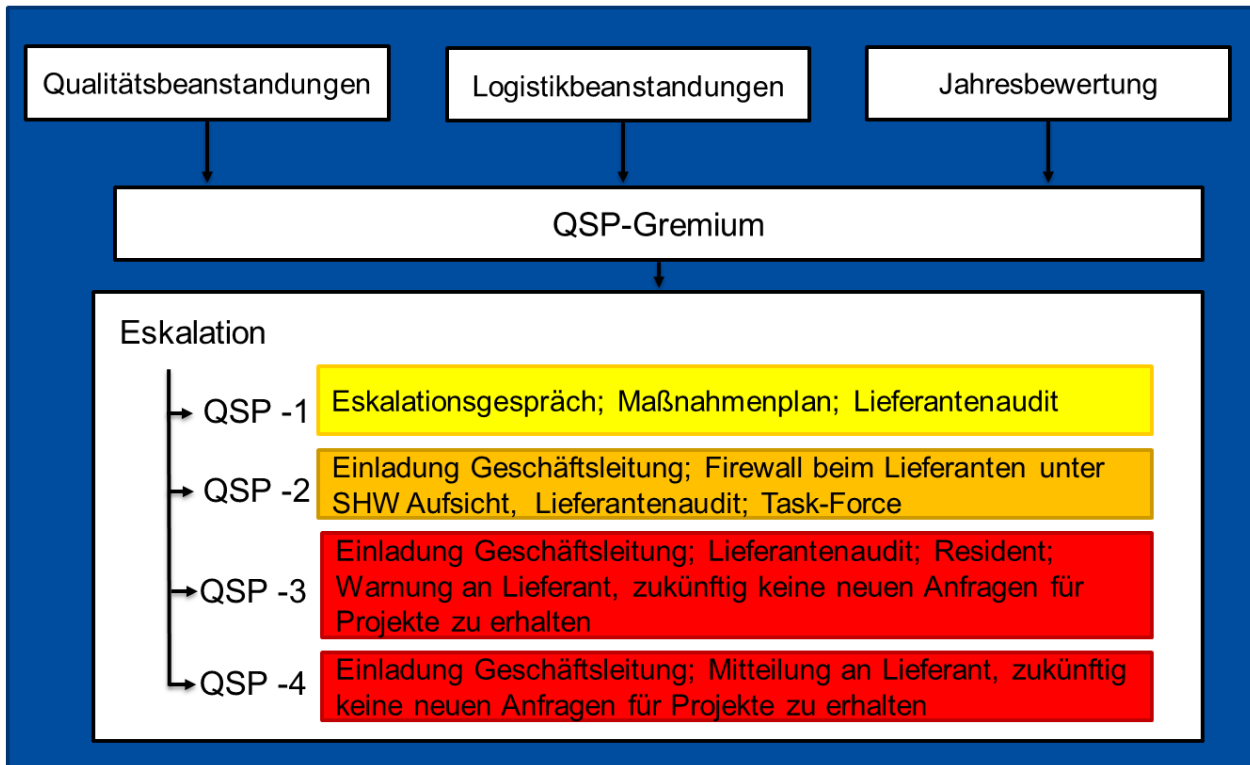 Qualitätsbeanstandungen
Logistikbeanstandungen
Jahresbewertung
QSP-Gremium
Eskalation
QSP -1
Eskalationsgespräch; Maßnahmenplan; Lieferantenaudit
QSP -2
Einladung Geschäftsleitung; Firewall beim Lieferanten unter
SHW Aufsicht, Lieferantenaudit; Task-Force
QSP -3
Einladung Geschäftsleitung; Lieferantenaudit; Resident;
Warnung an Lieferant, zukünftig keine neuen Anfragen für
Projekte zu erhalten
QSP -4
Einladung Geschäftsleitung; Mitteilung an Lieferant, zukünftig
keine neuen Anfragen für Projekte zu erhalten